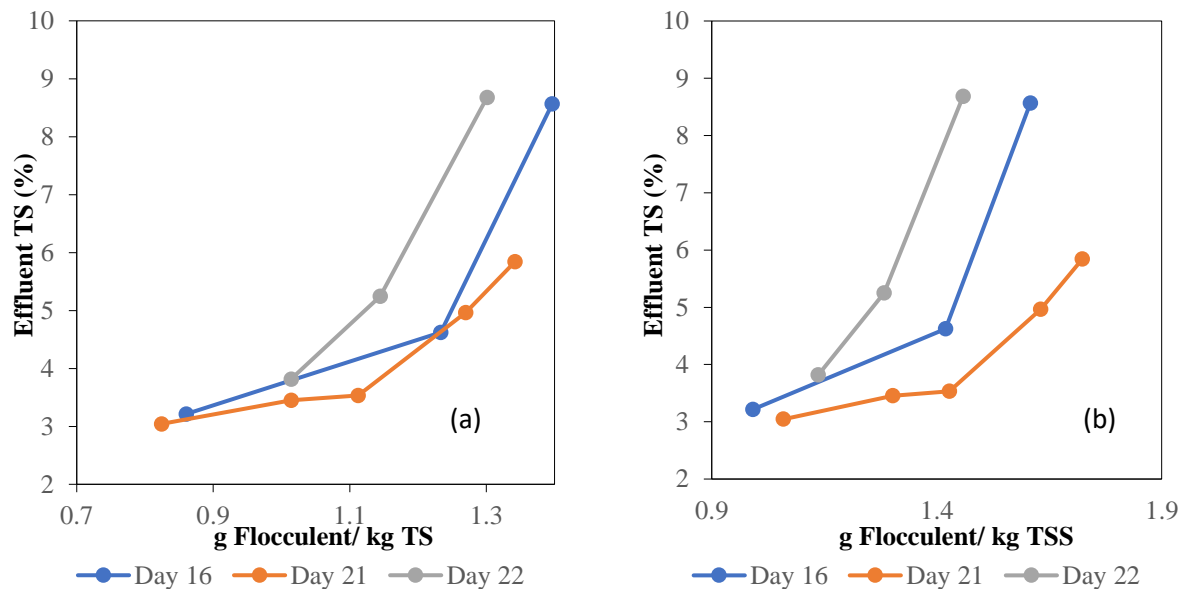 10
9
8
7
6
5
4
3
2
Effluent TS (%)
0.7 0.9 1.1 1.3
g Flocculent/ kg TS
(a)
Day 16 Day 21 Day 22
10
9
8
7
6
5
4
3
2
Effluent TS (%)
0.9 1.4 1.9
g Flocculent/ kg TSS
(b)
Day 16 Day 21 Day 22